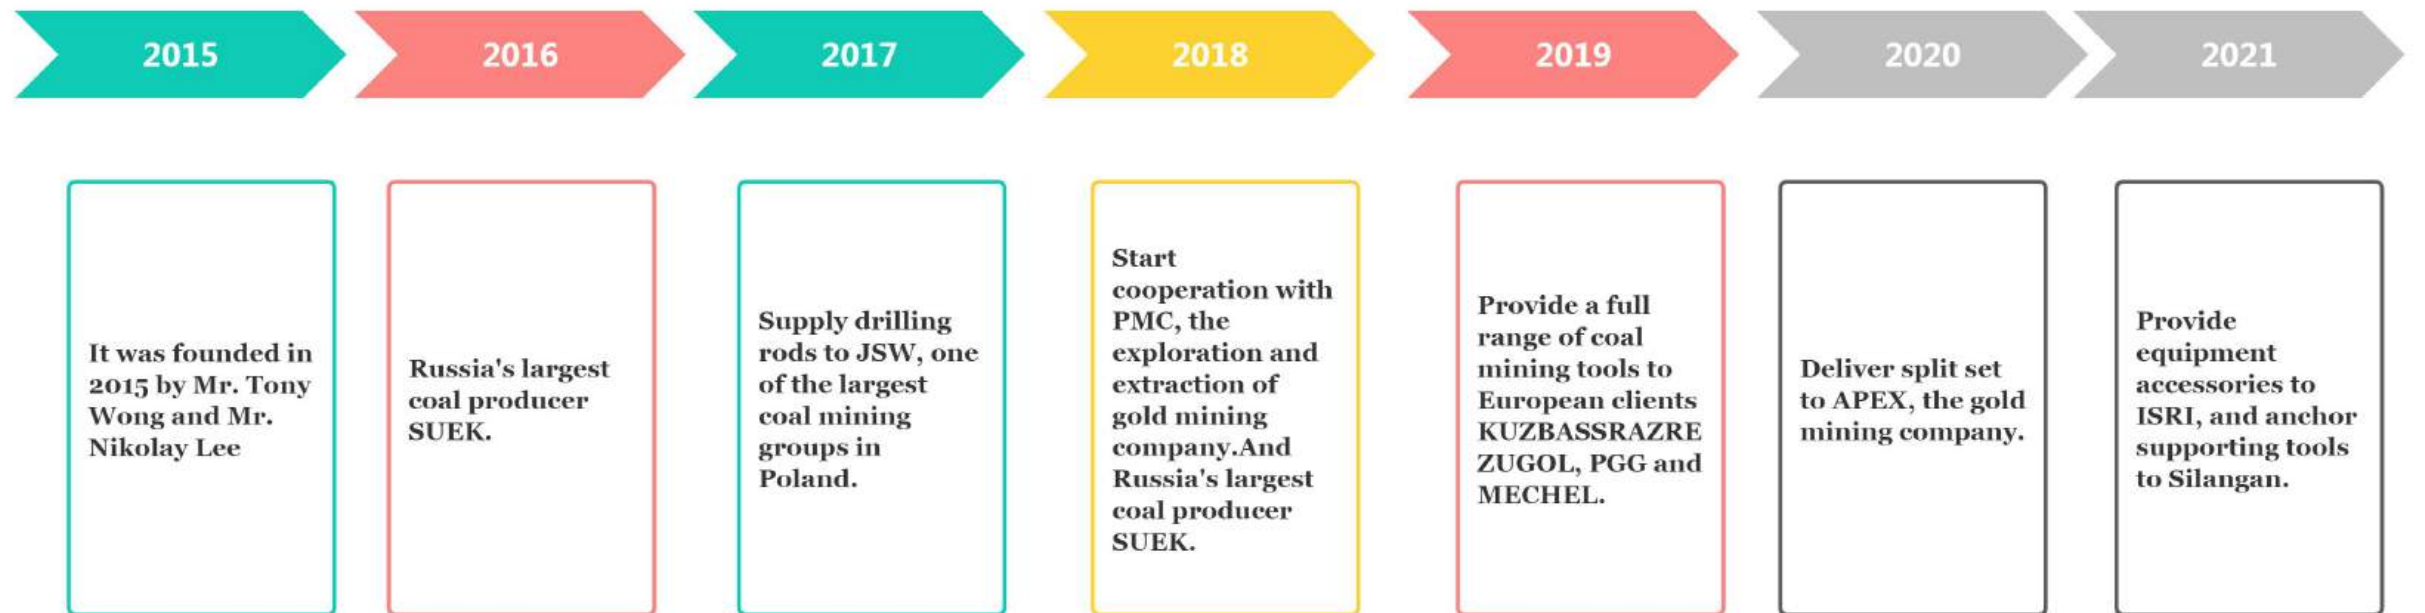 2015
2016
2017
2018
2019
2020
2021
It was founded in
2015 by Mr. Tony
Wong and Mr.
Nikolay Lee
Russia's largest
coal producer
SUEK.
Supply drilling
rods to JSW, one
of the largest
coal mining
groups in
Poland.
Start
cooperation with
PMC, the
exploration and
extraction of
gold mining
company.And
Russia's largest
coal producer
SUEK.
Provide a full
range of coal
mining tools to
European clients
KUZBASSRAZRE
ZUGOL, PGG and
MECHEL.
Deliver split set
to APEX, the gold
mining company.
Provide
equipment
accessories to
ISRI, and anchor
supporting tools
to Silangan.